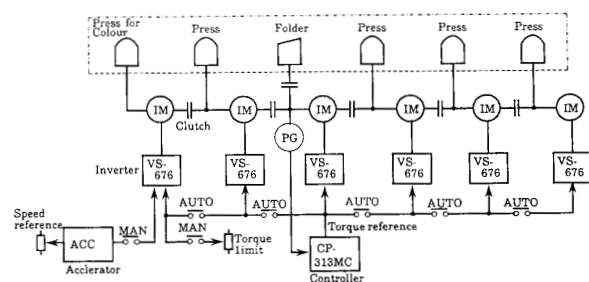 Press for
Colour
Press
Folder
Press
Press
Press
IM
IM
IM
IM
IM
IM
Clutch
PG
Inverter
VS-
676
VS-
676
VS-
676
VS-
676
VS-
676
VS-
676
AUTO
AUTO
AUTO
AUTO
AUTO
Speed
reference
MAN
MAN
Torque
limit
Torque reference
ACC
Acclerator
CP-
313MC
Controller